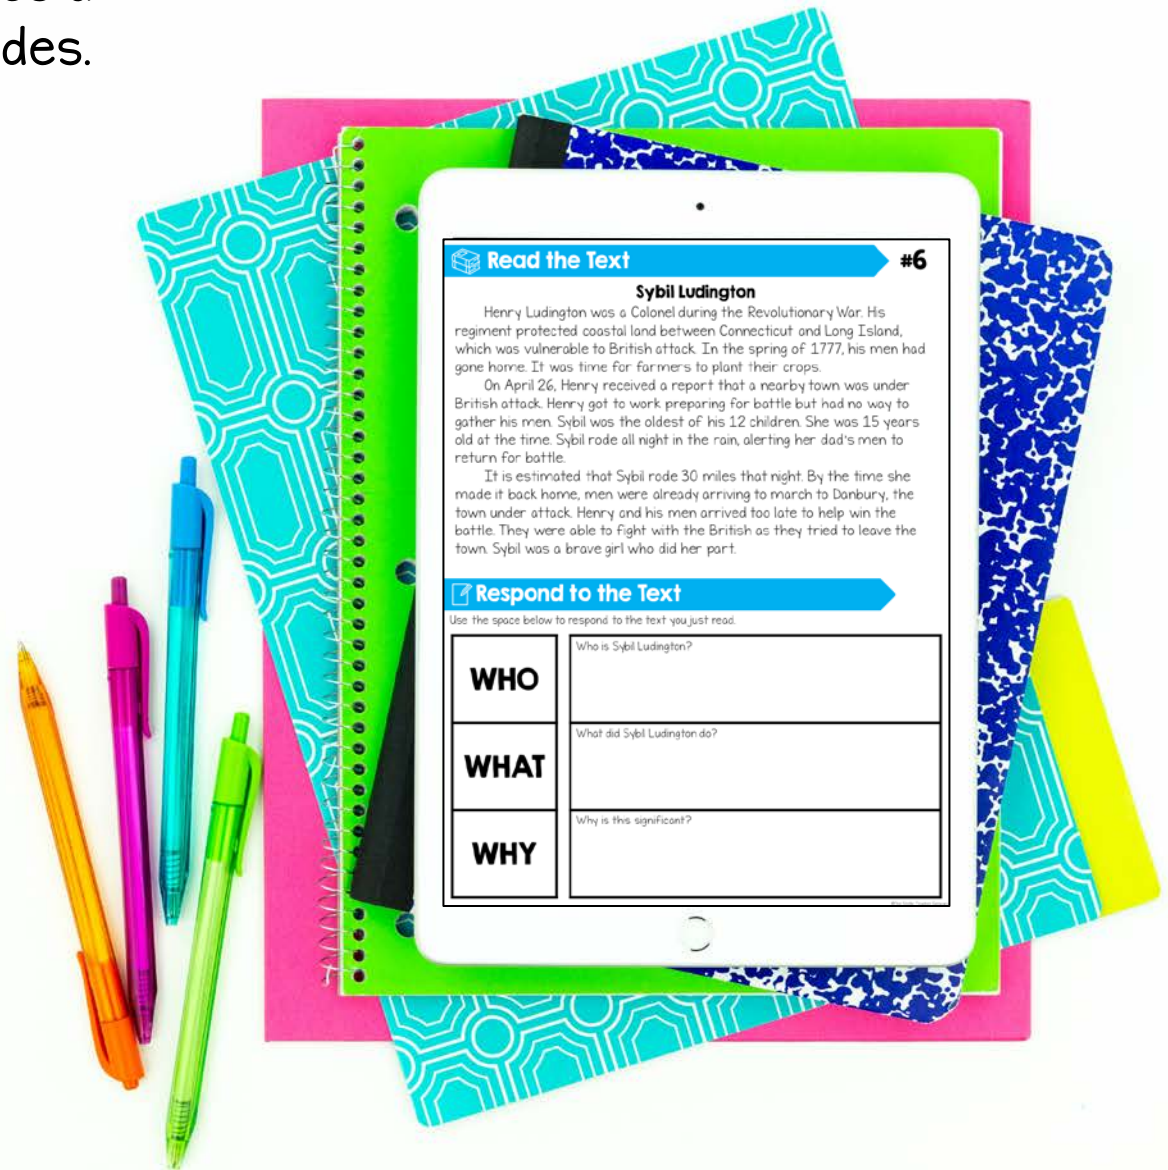 des.
Read the Text
#6
Sybil Ludington
Henry Ludington was a Colonel during the Revolutionary War. His
regiment protected coastal land between Connecticut and Long Island,
which was vulnerable to British attack. In the spring of 1777, his men had
gone home. It was time for farmers to plant their crops.
On April 26, Henry received a report that a nearby town was under
British attack. Henry got to work preparing for battle but had no way to
gather his men. Sybil was the oldest of his 12 children. She was 15 years
old at the time. Sybil rode all night in the rain, alerting her dad's men to
return for battle.
It is estimated that Sybil rode 30 miles that night. By the time she
made it back home, men were already arriving to march to Danbury, the
town under attack. Henry and his men arrived too late to help win the
battle. They were able to fight with the British as they tried to leave the
town. Sybil was a brave girl who did her part.
Respond to the Text
Use the space below to respond to the text you just read.
WHO
Who is Sybil Ludington?
WHAT
What did Sybil Ludington do?
WHY
Why is this significant?